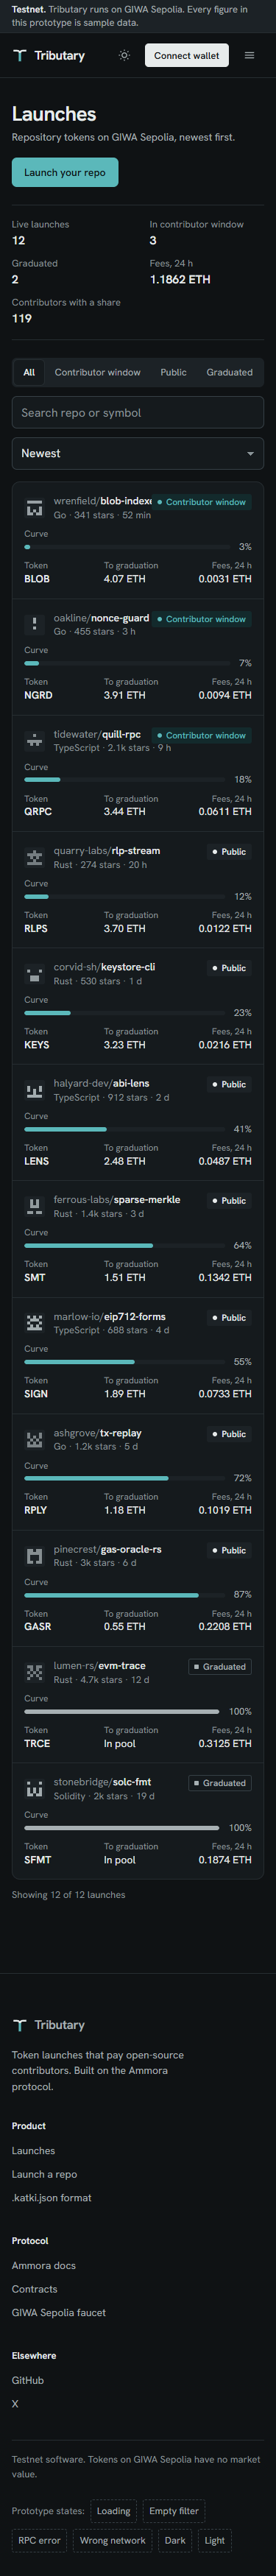 Testnet. Tributary runs on GIWA Sepolia. Every figure in
this prototype is sample data.
Tributary
Connect wallet
Launches
Repository tokens on GIWA Sepolia, newest first.
Launch your repo
Live launches
12
In contributor window
3
Graduated
2
Fees, 24 h
1.1862 ETH
Contributors with a share
119
All Contributor window Public Graduated
Search repo or symbol
Newest
wrenfield/ Contributor window
Go · 341 stars · 52 min
Curve
3%
Token To graduation Fees, 24 h
BLOB 4.07 ETH 0.0031 ETH
oakline/nonce-guard Contributor window
Go · 455 stars · 3 h
Curve
7%
Token To graduation Fees, 24 h
NGRD 3.91 ETH 0.0094 ETH
tidewater/quill-rpc Contributor window
TypeScript · 2.1k stars · 9 h
Curve
18%
Token To graduation Fees, 24 h
QRPC 3.44 ETH 0.0611 ETH
quarry-labs/rlp-stream Public
Rust · 274 stars · 20 h
Curve
12%
Token To graduation Fees, 24 h
RLPS 3.70 ETH 0.0122 ETH
corvid-sh/keystore-cli Public
Rust · 530 stars · 1 d
Curve
23%
Token To graduation Fees, 24 h
KEYS 3.23 ETH 0.0216 ETH
halyard-dev/abi-lens Public
TypeScript · 912 stars · 2 d
Curve
41%
Token To graduation Fees, 24 h
LENS 2.48 ETH 0.0487 ETH
ferrous-labs/sparse-merkle Public
Rust · 1.4k stars · 3 d
Curve
64%
Token To graduation Fees, 24 h
SMT 1.51 ETH 0.1342 ETH
marlow-io/eip712-forms Public
TypeScript · 688 stars · 4 d
Curve
55%
Token To graduation Fees, 24 h
SIGN 1.89 ETH 0.0733 ETH
ashgrove/tx-replay Public
Go · 1.2k stars · 5 d
Curve
72%
Token To graduation Fees, 24 h
RPLY 1.18 ETH 0.1019 ETH
pinecrest/gas-oracle-rs Public
Rust · 3k stars · 6 d
Curve
87%
Token To graduation Fees, 24 h
GASR 0.55 ETH 0.2208 ETH
lumen-rs/evm-trace Graduated
Rust · 4.7k stars · 12 d
Curve
100%
Token To graduation Fees, 24 h
TRCE In pool 0.3125 ETH
stonebridge/solc-fmt Graduated
Solidity · 2k stars · 19 d
Curve
100%
Token To graduation Fees, 24 h
SFMT In pool 0.1874 ETH
Showing 12 of 12 launches
Tributary
Token launches that pay open-source
contributors. Built on the Ammora
protocol.
Product
Launches
Launch a repo
.katki.json format
Protocol
Ammora docs
Contracts
GIWA Sepolia faucet
Elsewhere
GitHub
X
Testnet software. Tokens on GIWA Sepolia have no market
value.
Prototype states: Loading Empty filter
RPC error Wrong network Dark Light